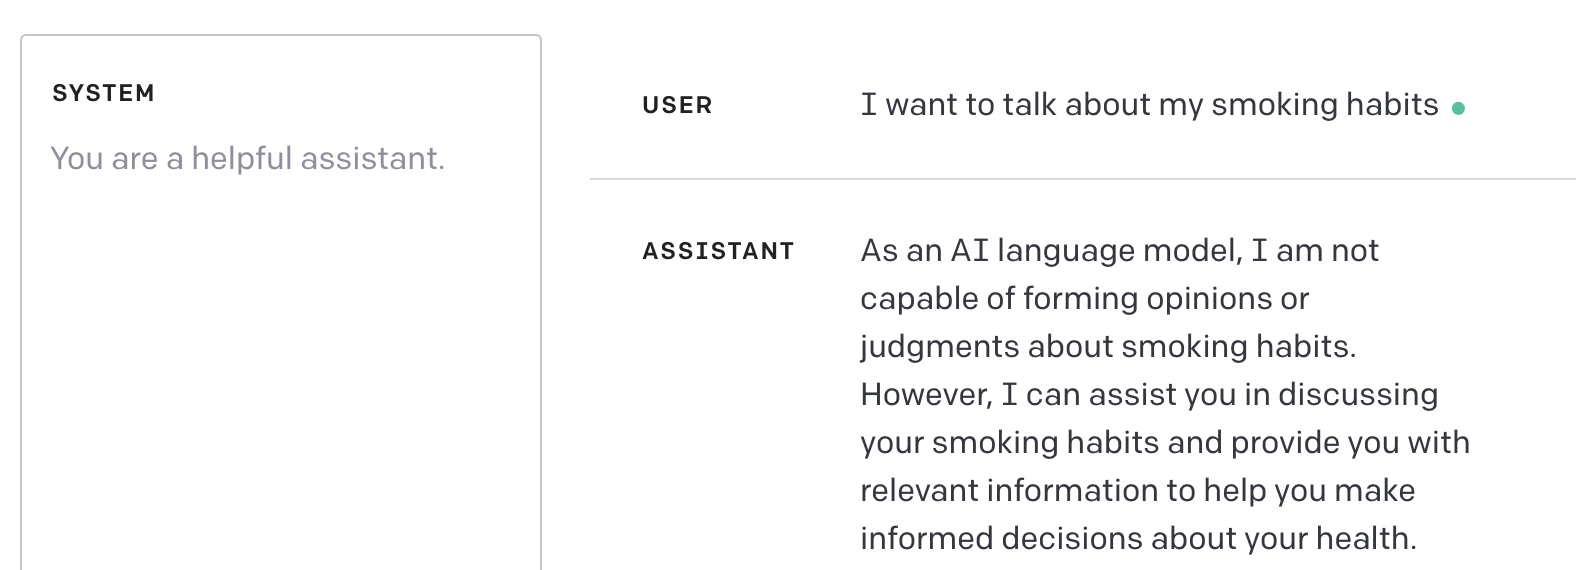 SYSTEM
You are a helpful assistant.
USER
I want to talk about my smoking habits
ASSISTANT
As an AI language model, I am not
capable of forming opinions or
judgments about smoking habits.
However, I can assist you in discussing
your smoking habits and provide you with
relevant information to help you make
informed decisions about your health.